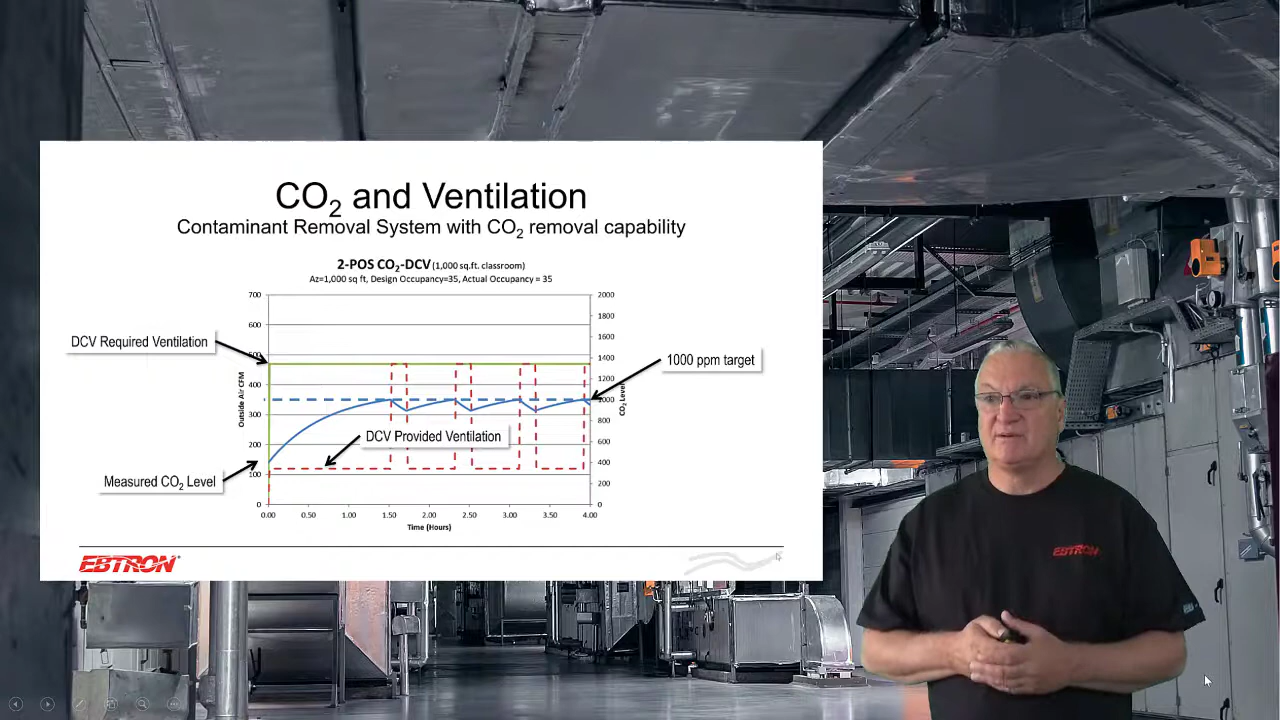 CO2 and Ventilation
Contaminant Removal System with CO2 removal capability
2-POS CO2-DCV (1,000 sq.ft. classroom)
Az=1,000 sq ft, Design Occupancy=35, Actual Occupancy = 35
DCV Required Ventilation
1000 ppm target
DCV Provided Ventilation
Measured CO2 Level
Outside Air CFM
700
600
500
400
300
200
100
0
CO2 Level
2000
1800
1600
1400
1200
1000
800
600
400
200
0
0.00 0.50 1.00 1.50 2.00 2.50 3.00 3.50 4.00
Time (Hours)
EBTRON
EBTRON